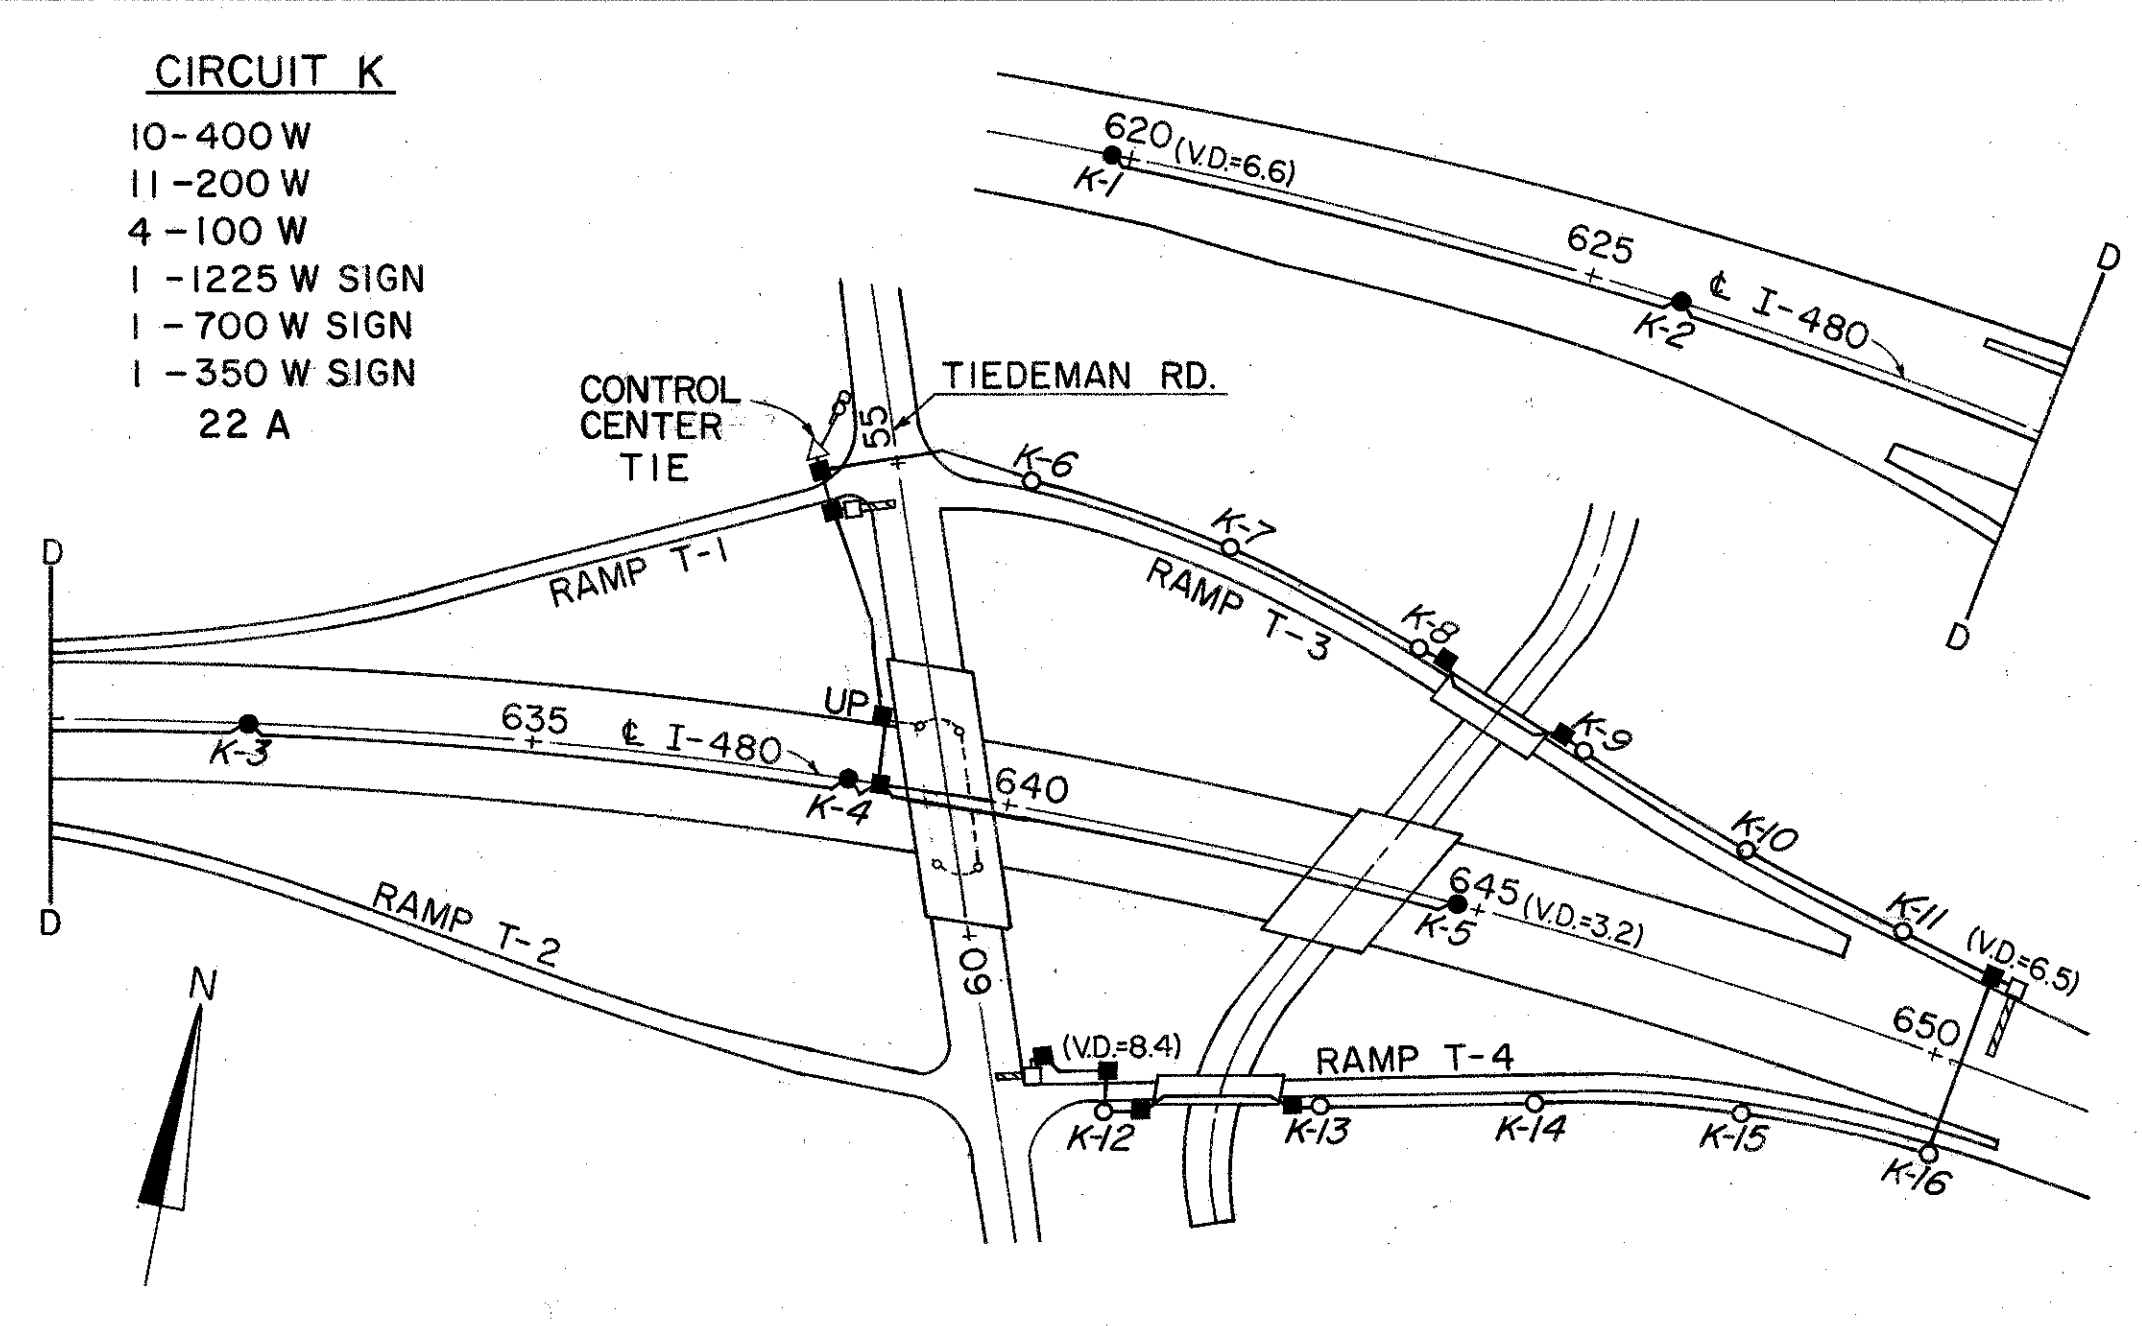 CIRCUIT K
10-400 W
11-200 W
4-100 W
1-1225 W SIGN
1-700 W SIGN
1-350 W SIGN
22 A
620 (V.D.=6.6)
K-1
625
K-2
℄ I-480
D
D
CONTROL
CENTER
TIE
55
TIEDEMAN RD.
K-6
K-7
K-8
K-9
K-10
K-11
(V.D.=6.5)
RAMP T-1
RAMP T-3
D
D
UP
K-3
635
℄ I-480
K-4
640
645 (V.D.=3.2)
K-5
650
RAMP T-2
60
N
(V.D.=8.4)
RAMP T-4
K-12
K-13
K-14
K-15
K-16